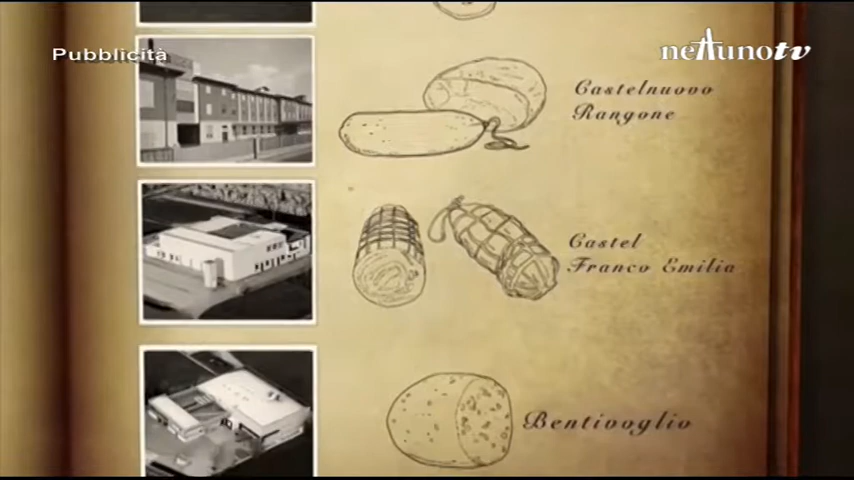 Pubblicità
nettunotv
Castelnuovo
Rangone
Castel
Franco Emilia
Bentivoglio